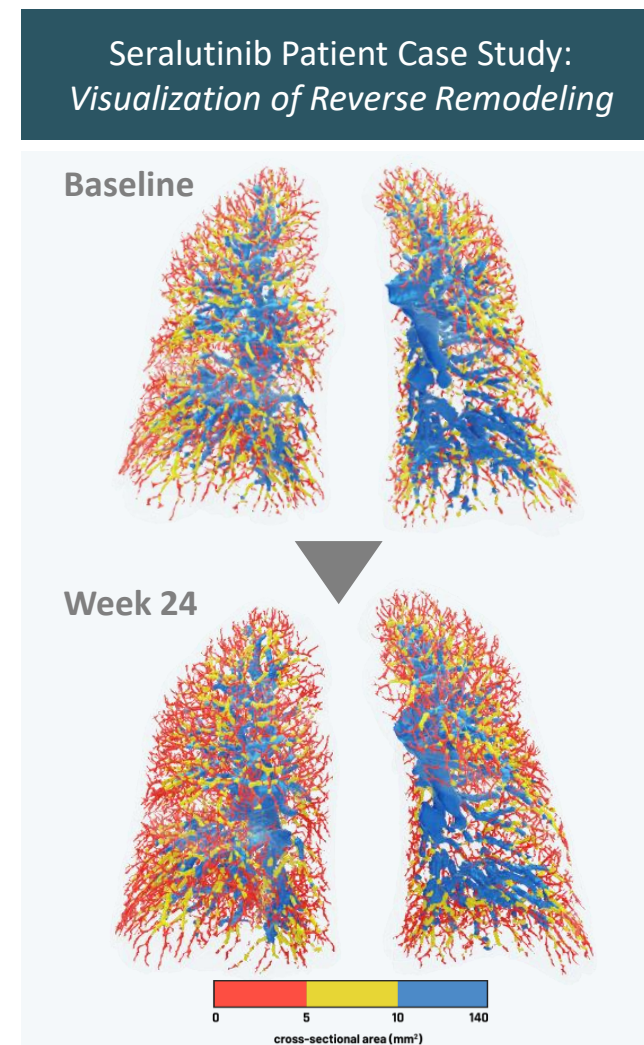 Seralutinib Patient Case Study:
Visualization of Reverse Remodeling
Baseline
Week 24
0 5 10 140
cross-sectional area (mm²)